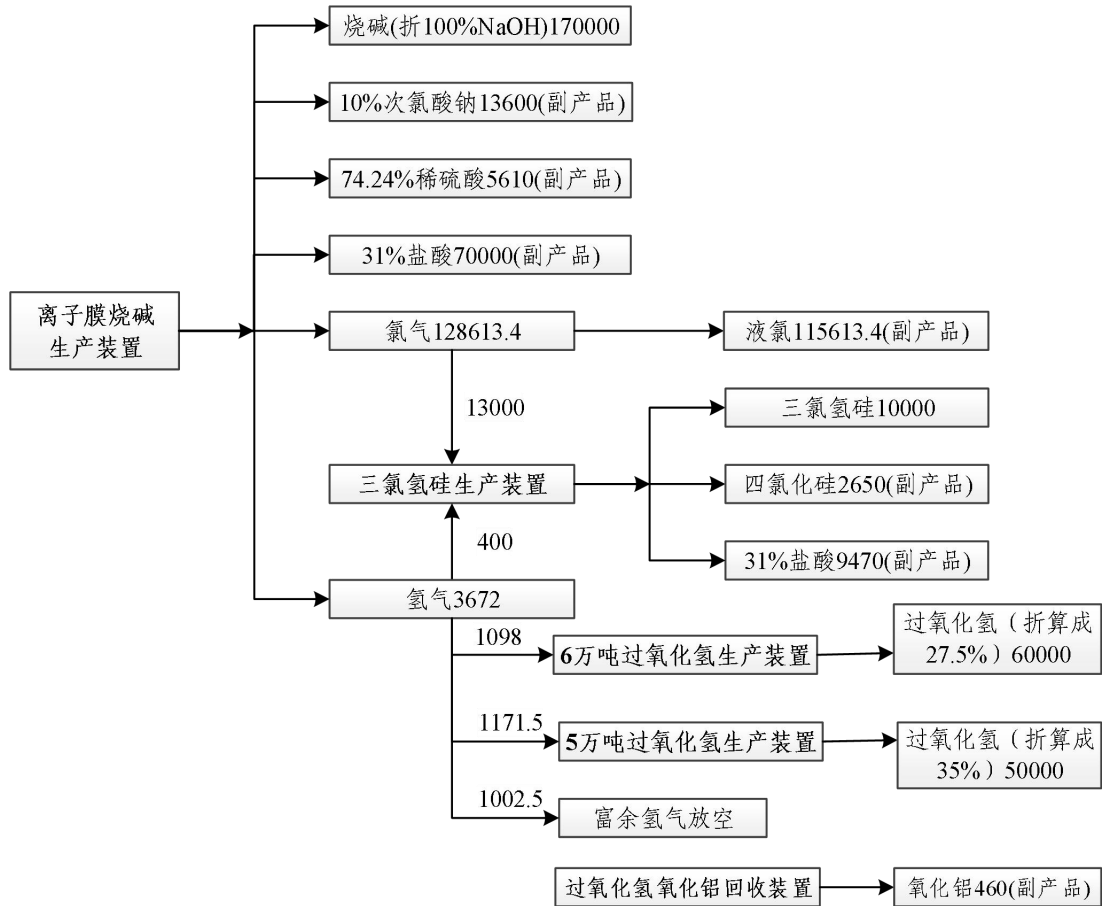 烧碱(折100%NaOH)170000
10%次氯酸钠13600(副产品)
74.24%稀硫酸5610(副产品)
31%盐酸70000(副产品)
离子膜烧碱
生产装置
氯气128613.4
液氯115613.4(副产品)
13000
三氯氢硅10000
三氯氢硅生产装置
四氯化硅2650(副产品)
400
31%盐酸9470(副产品)
氢气3672
1098
6万吨过氧化氢生产装置
过氧化氢（折算成
27.5%）60000
1171.5
5万吨过氧化氢生产装置
过氧化氢（折算成
35%）50000
1002.5
富余氢气放空
过氧化氢氧化铝回收装置
氧化铝460(副产品)